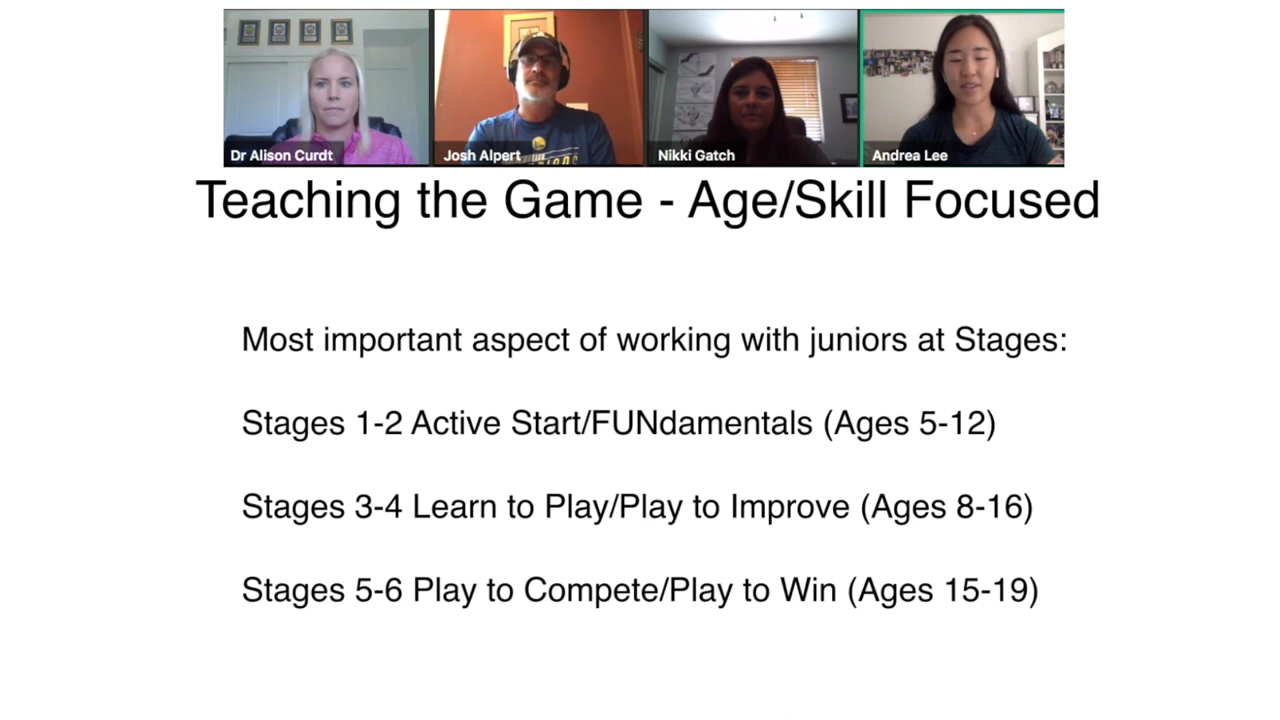 Dr Alison Curdt
Josh Alpert
Nikki Gatch
Andrea Lee
Teaching the Game - Age/Skill Focused
Most important aspect of working with juniors at Stages:
Stages 1-2 Active Start/FUNdamentals (Ages 5-12)
Stages 3-4 Learn to Play/Play to Improve (Ages 8-16)
Stages 5-6 Play to Compete/Play to Win (Ages 15-19)